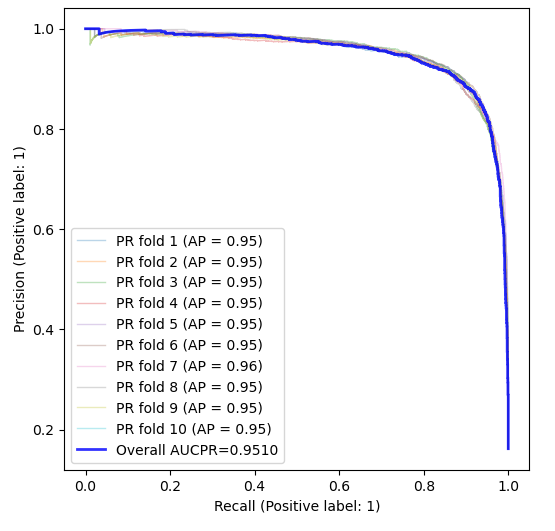 1.0
0.8
0.6
0.4
0.2
Precision (Positive label: 1)
PR fold 1 (AP = 0.95)
PR fold 2 (AP = 0.95)
PR fold 3 (AP = 0.95)
PR fold 4 (AP = 0.95)
PR fold 5 (AP = 0.95)
PR fold 6 (AP = 0.95)
PR fold 7 (AP = 0.96)
PR fold 8 (AP = 0.95)
PR fold 9 (AP = 0.95)
PR fold 10 (AP = 0.95)
Overall AUCPR=0.9510
0.0 0.2 0.4 0.6 0.8 1.0
Recall (Positive label: 1)